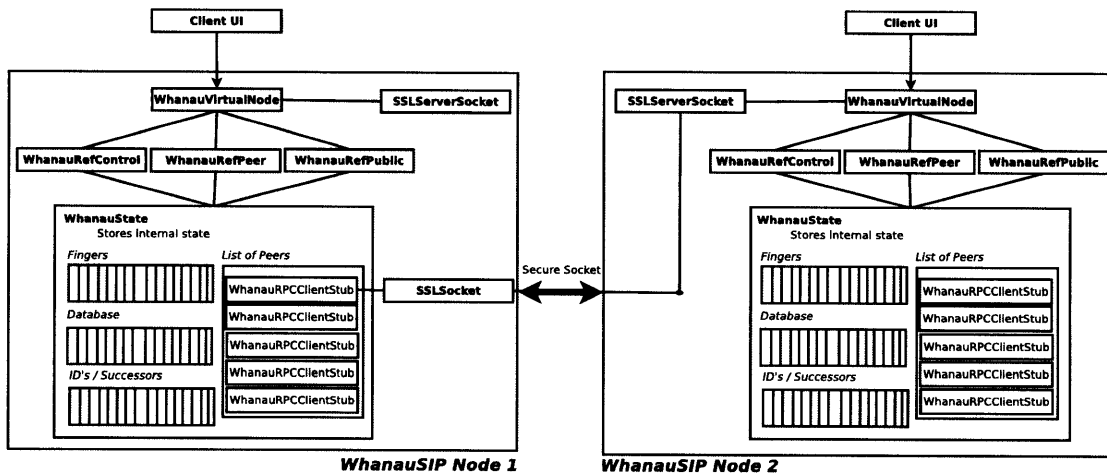 Client UI
WhanauVirtualNode
SSLServerSocket
WhanauRefControl
WhanauRefPeer
WhanauRefPublic
WhanauState
Stores Internal state
Fingers
List of Peers
WhanauRPCClientStub
WhanauRPCClientStub
WhanauRPCClientStub
WhanauRPCClientStub
WhanauRPCClientStub
Database
ID's / Successors
SSLSocket
WhanauSIP Node 1
Secure Socket
Client UI
SSLServerSocket
WhanauVirtualNode
WhanauRefControl
WhanauRefPeer
WhanauRefPublic
WhanauState
Stores Internal state
Fingers
List of Peers
WhanauRPCClientStub
WhanauRPCClientStub
WhanauRPCClientStub
WhanauRPCClientStub
WhanauRPCClientStub
Database
ID's / Successors
WhanauSIP Node 2